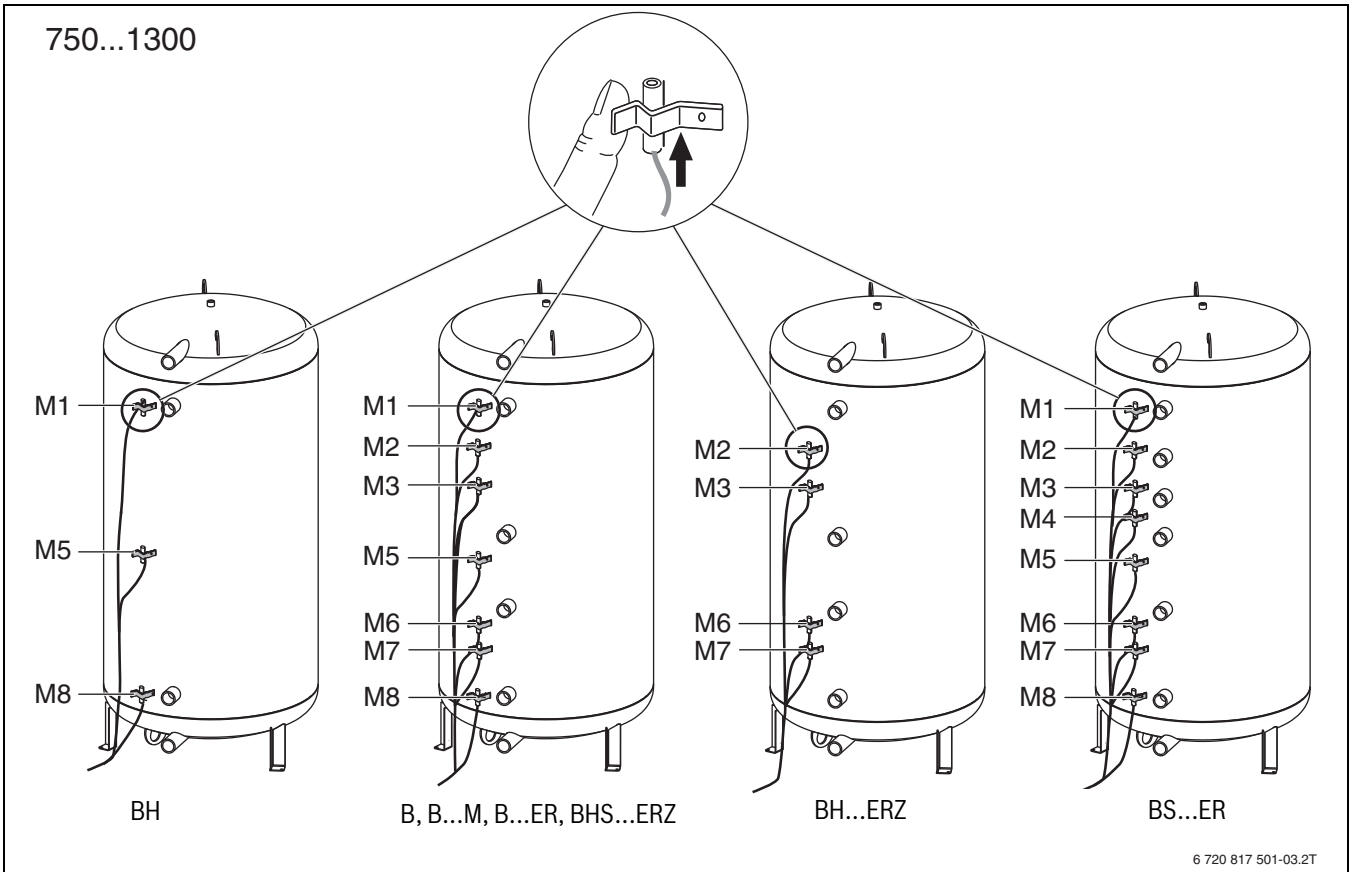 750...1300
M1
M5
M8
BH
M1
M2
M3
M5
M6
M7
M8
B, B...M, B...ER, BHS...ERZ
M2
M3
M6
M7
BH...ERZ
M1
M2
M3
M4
M5
M6
M7
M8
BS...ER
6 720 817 501-03.2T